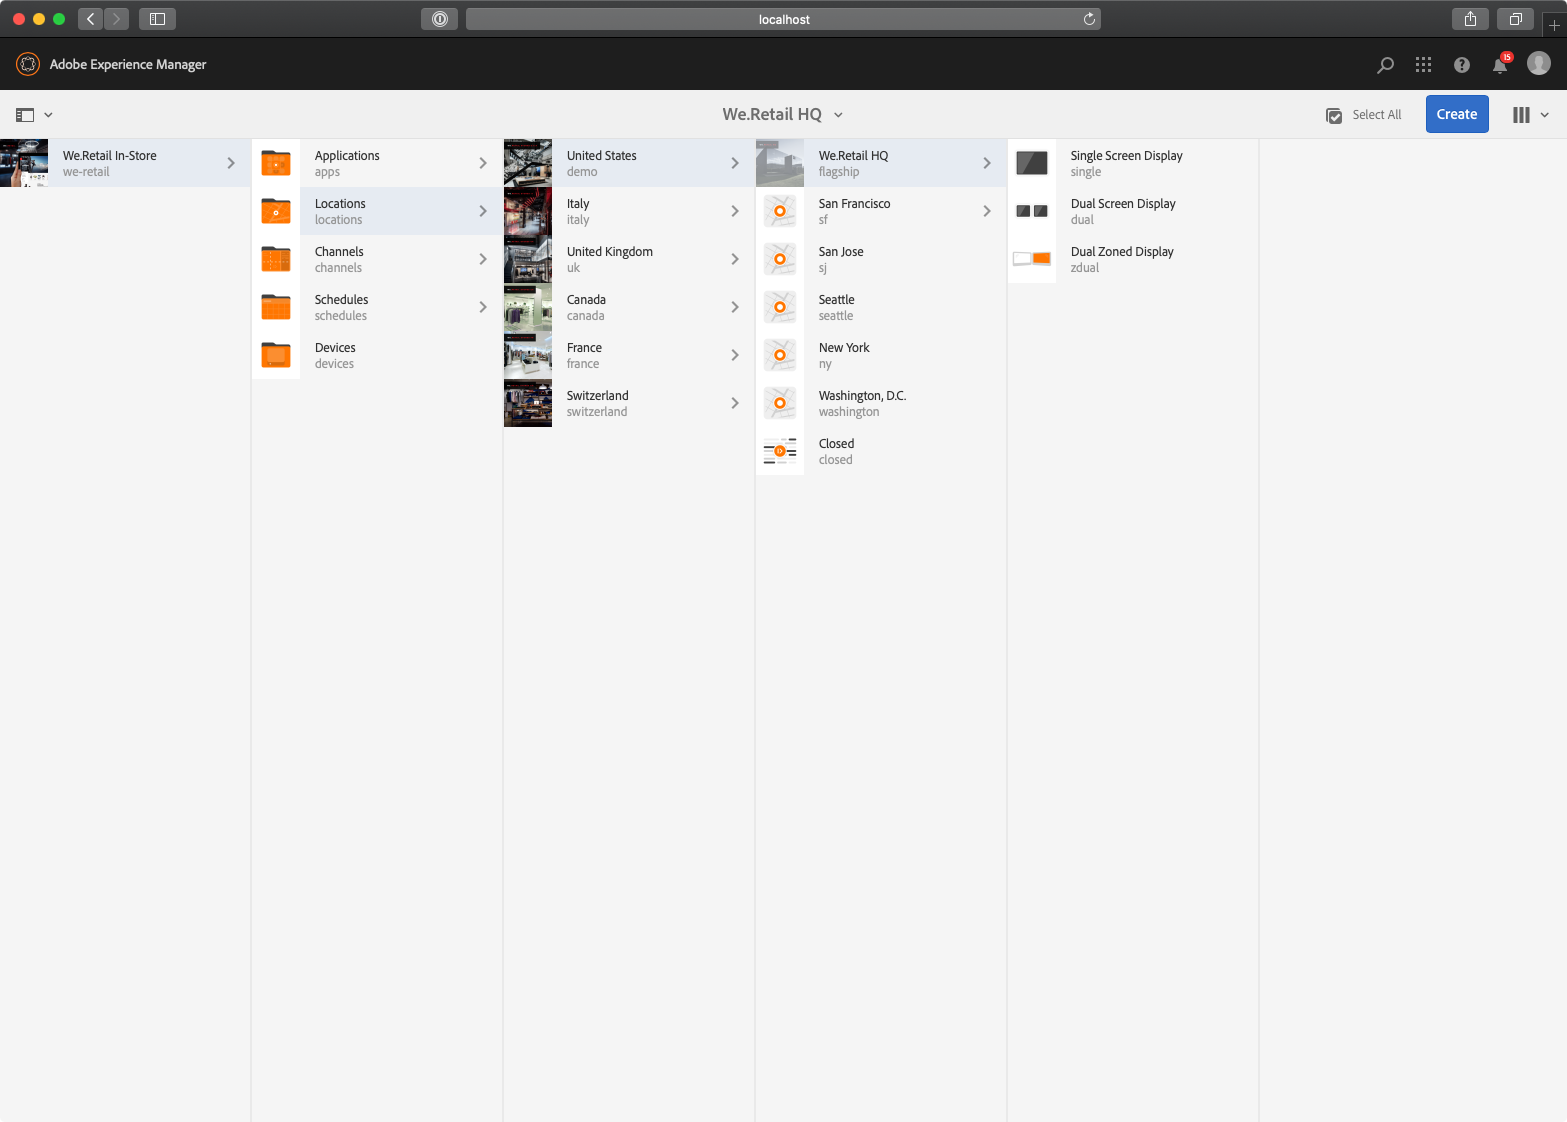 localhost
Adobe Experience Manager
15
We.Retail HQ
Select All
Create
We.Retail In-Store
we-retail
Applications
apps
Locations
locations
Channels
channels
Schedules
schedules
Devices
devices
United States
demo
Italy
italy
United Kingdom
uk
Canada
canada
France
france
Switzerland
switzerland
We.Retail HQ
flagship
San Francisco
sf
San Jose
sj
Seattle
seattle
New York
ny
Washington, D.C.
washington
Closed
closed
Single Screen Display
single
Dual Screen Display
dual
Dual Zoned Display
zdual